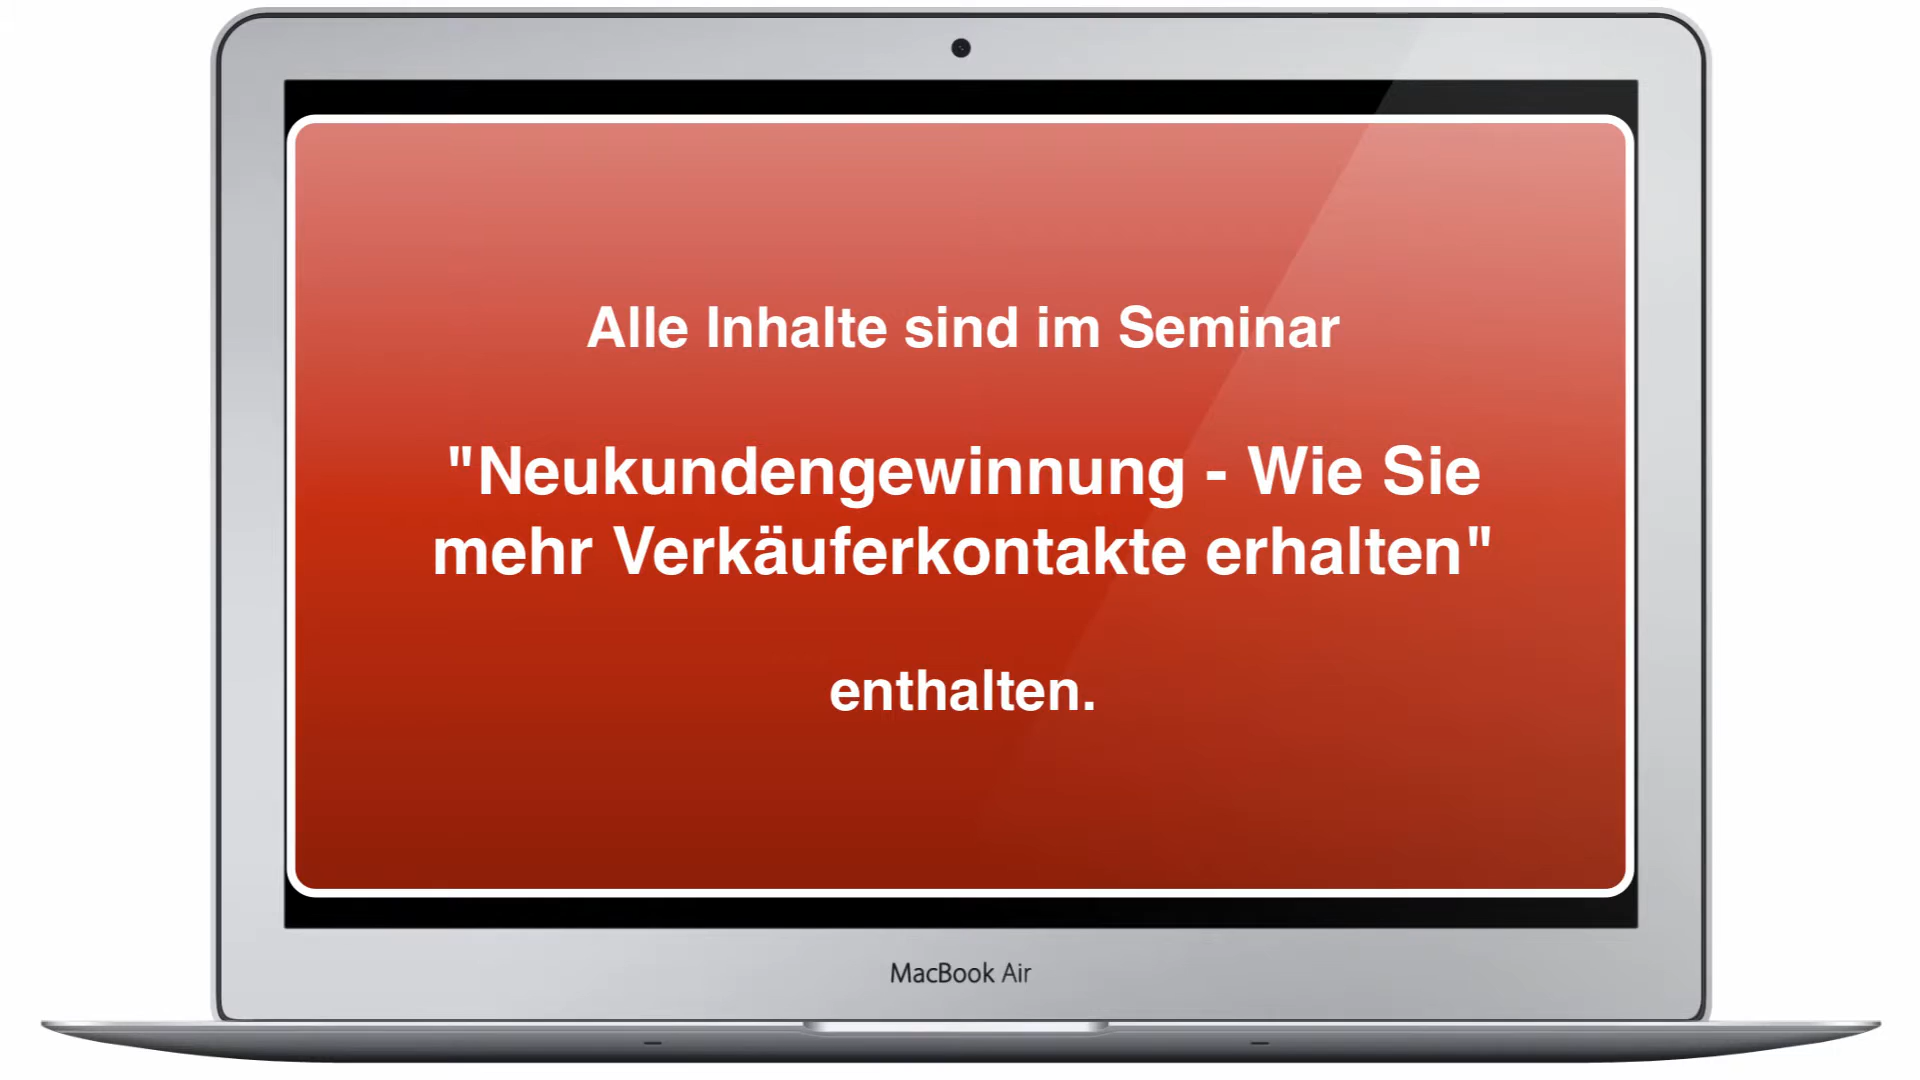 Alle Inhalte sind im Seminar
"Neukundengewinnung - Wie Sie
mehr Verkäuferkontakte erhalten"
enthalten.
MacBook Air